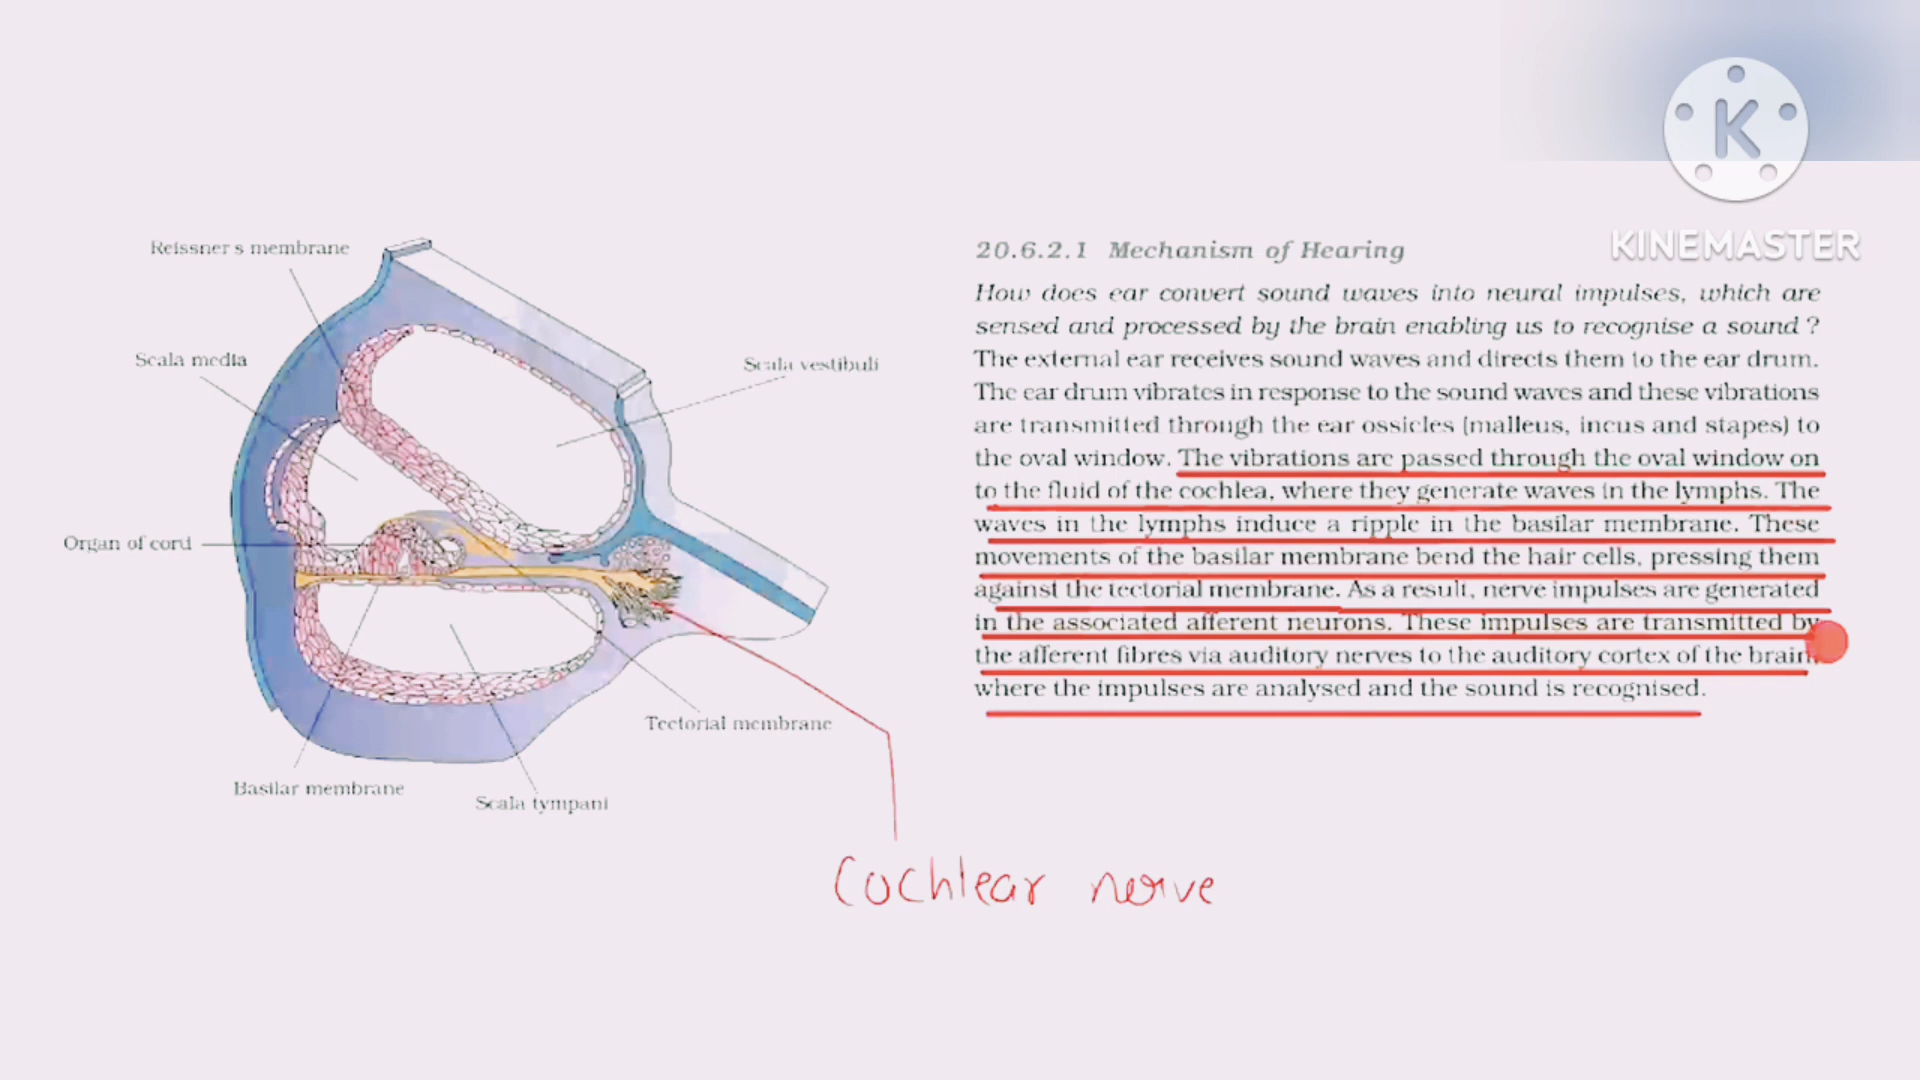 K
KINEMASTER
Reissner s membrane
Scala media
Scala vestibuli
Organ of cord
Tectorial membrane
Basilar membrane
Scala tympani
Cochlear nerve
20.6.2.1 Mechanism of Hearing
How does ear convert sound waves into neural impulses, which are
sensed and processed by the brain enabling us to recognise a sound ?
The external ear receives sound waves and directs them to the ear drum.
The ear drum vibrates in response to the sound waves and these vibrations
are transmitted through the ear ossicles (malleus, incus and stapes) to
the oval window. The vibrations are passed through the oval window on
to the fluid of the cochlea, where they generate waves in the lymphs. The
waves in the lymphs induce a ripple in the basilar membrane. These
movements of the basilar membrane bend the hair cells, pressing them
against the tectorial membrane. As a result, nerve impulses are generated
in the associated afferent neurons. These impulses are transmitted by
the afferent fibres via auditory nerves to the auditory cortex of the brain,
where the impulses are analysed and the sound is recognised.